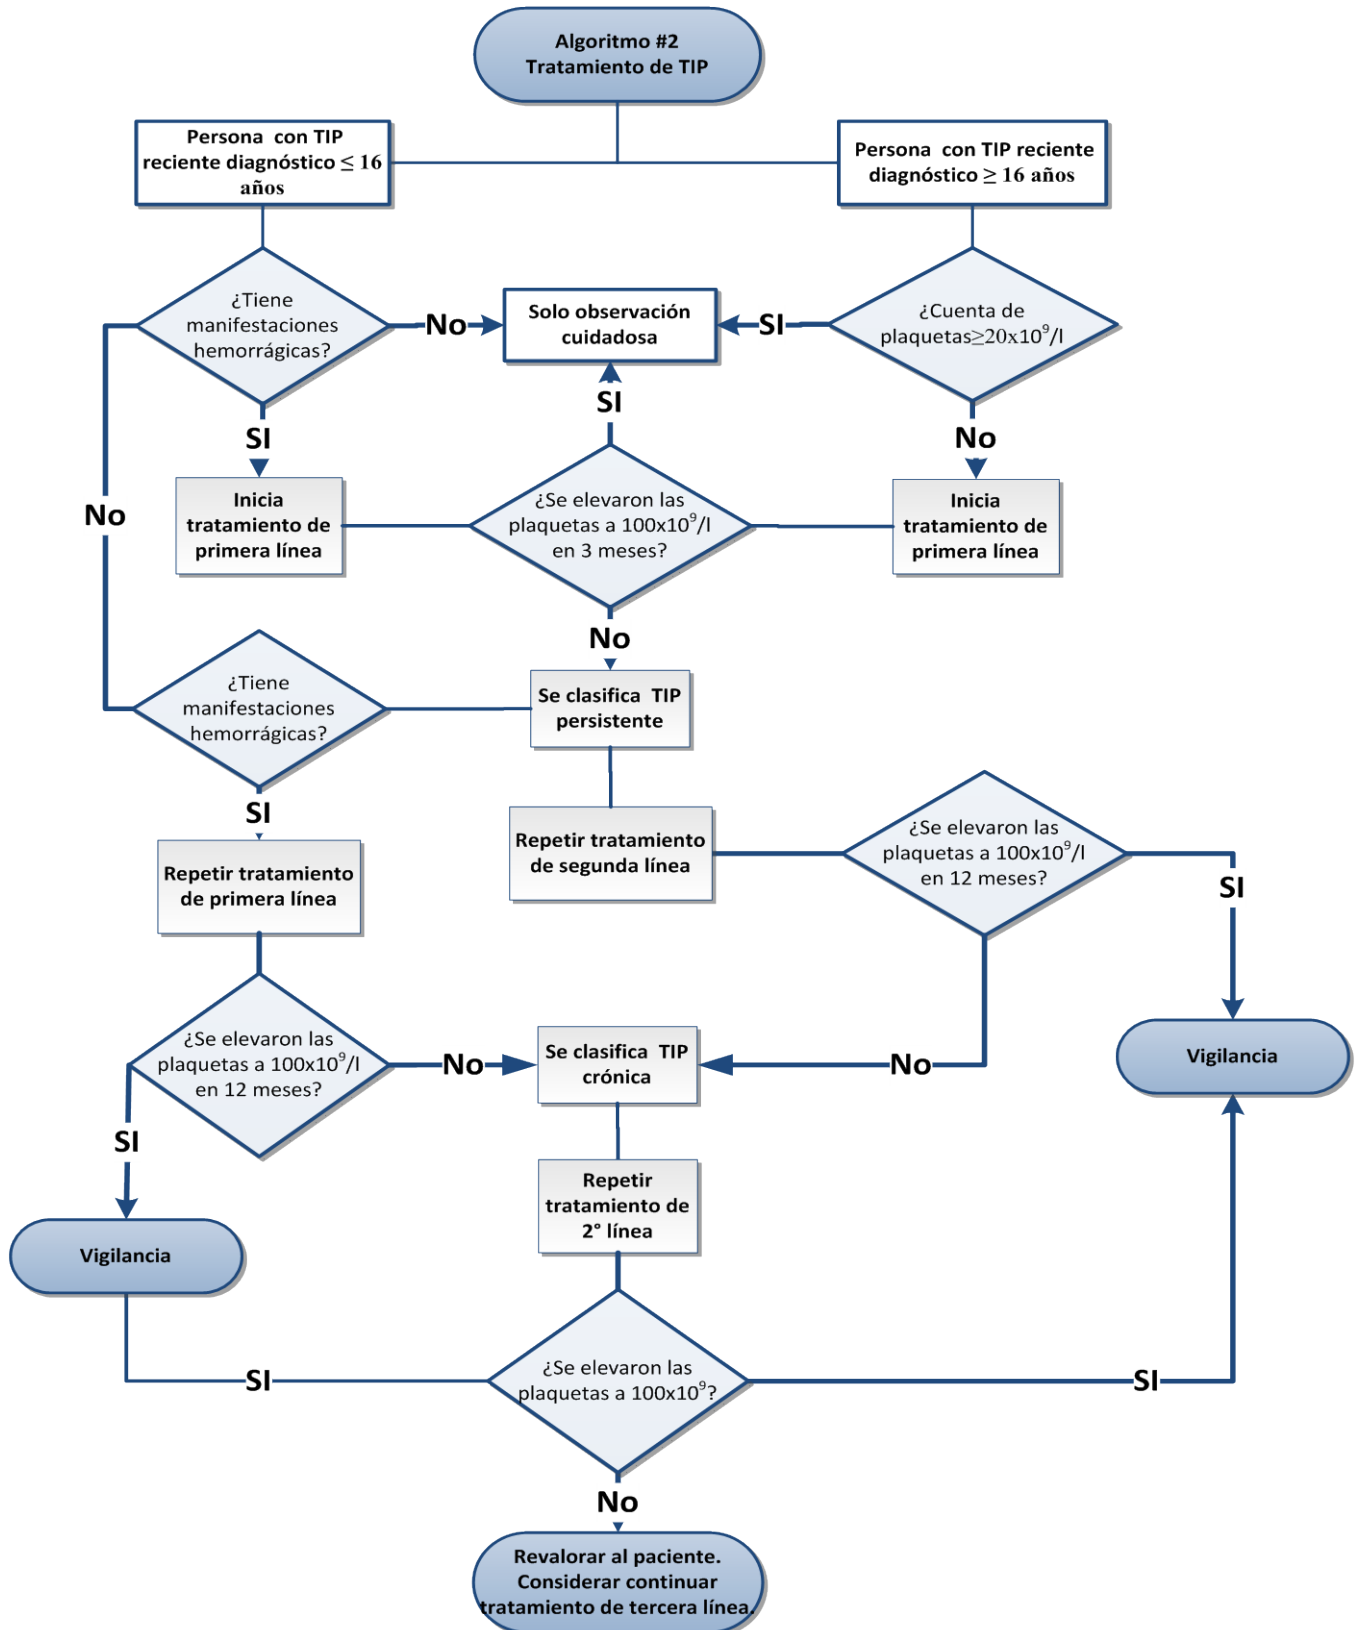 Algoritmo #2
Tratamiento de TIP
Persona con TIP
reciente diagnóstico ≤ 16
años
Persona con TIP reciente
diagnóstico ≥ 16 años
¿Tiene
manifestaciones
hemorrágicas?
No
Solo observación
cuidadosa
SI
¿Cuenta de
plaquetas≥20x10⁹/l
SI
SI
No
No
Inicia
tratamiento de
primera línea
¿Se elevaron las
plaquetas a 100x10⁹/l
en 3 meses?
Inicia
tratamiento de
primera línea
No
¿Tiene
manifestaciones
hemorrágicas?
Se clasifica TIP
persistente
SI
Repetir tratamiento
de primera línea
Repetir tratamiento
de segunda línea
¿Se elevaron las
plaquetas a 100x10⁹/l
en 12 meses?
SI
¿Se elevaron las
plaquetas a 100x10⁹/l
en 12 meses?
No
Se clasifica TIP
crónica
No
Vigilancia
SI
Repetir
tratamiento de
2° línea
Vigilancia
SI
¿Se elevaron las
plaquetas a 100x10⁹?
SI
No
Revalorar al paciente.
Considerar continuar
tratamiento de tercera línea.